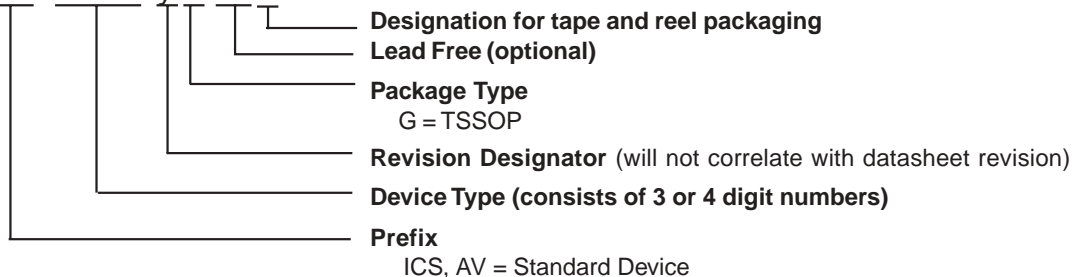 Designation for tape and reel packaging
Lead Free (optional)
Package Type
G = TSSOP
Revision Designator (will not correlate with datasheet revision)
Device Type (consists of 3 or 4 digit numbers)
Prefix
ICS, AV = Standard Device